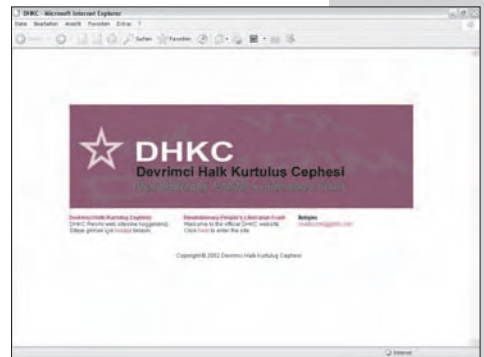 DHKC - Microsoft Internet Explorer
Datei Bearbeiten Ansicht Favoriten Extras ?
Suchen Favoriten
DHKC
Devrimci Halk Kurtuluş Cephesi
Devrimci Halk Kurtuluş Cephesi
DHKC Resmi web sitesine hoşgeldiniz.
Siteye girmek için
Revolutionary People's Liberation Front
Welcome to the official DHKC website
Click here to enter the site
İletişim
Copyright© 2002 Devrimci Halk Kurtuluş Cephesi
Internet